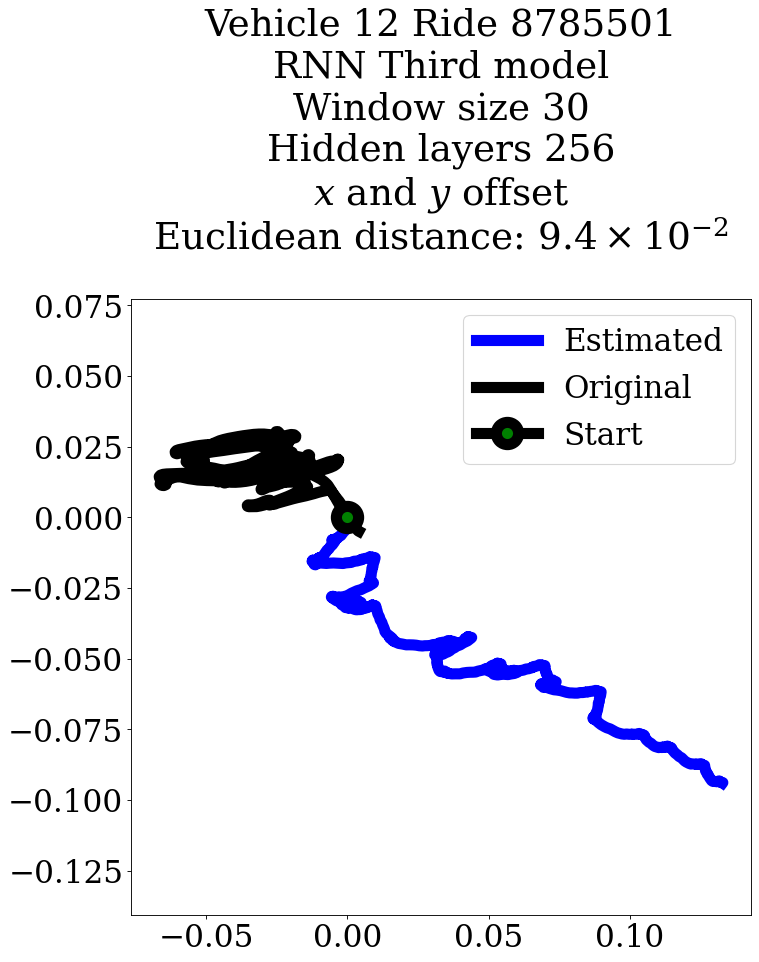 Vehicle 12 Ride 8785501
RNN Third model
Window size 30
Hidden layers 256
x and y offset
Euclidean distance: 9.4 × 10⁻²
0.075
Estimated
0.050
Original
0.025
Start
0.000
−0.025
−0.050
−0.075
−0.100
−0.125
−0.05 0.00 0.05 0.10